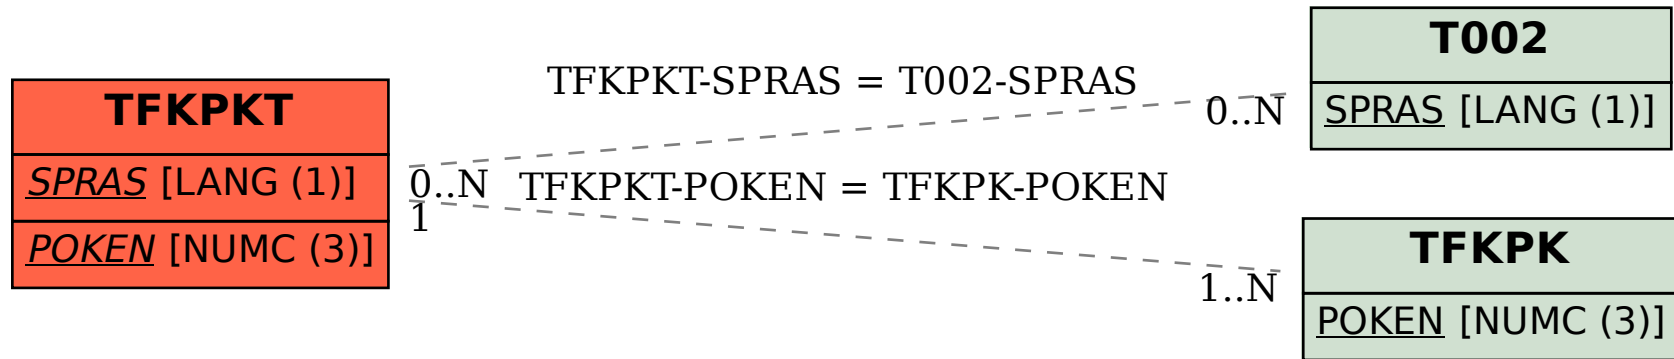 TFKPKT
SPRAS [LANG (1)]
POKEN [NUMC (3)]
TFKPKT-SPRAS = T002-SPRAS
0..N
0..N
TFKPKT-POKEN = TFKPK-POKEN
1
1..N
T002
SPRAS [LANG (1)]
TFKPK
POKEN [NUMC (3)]